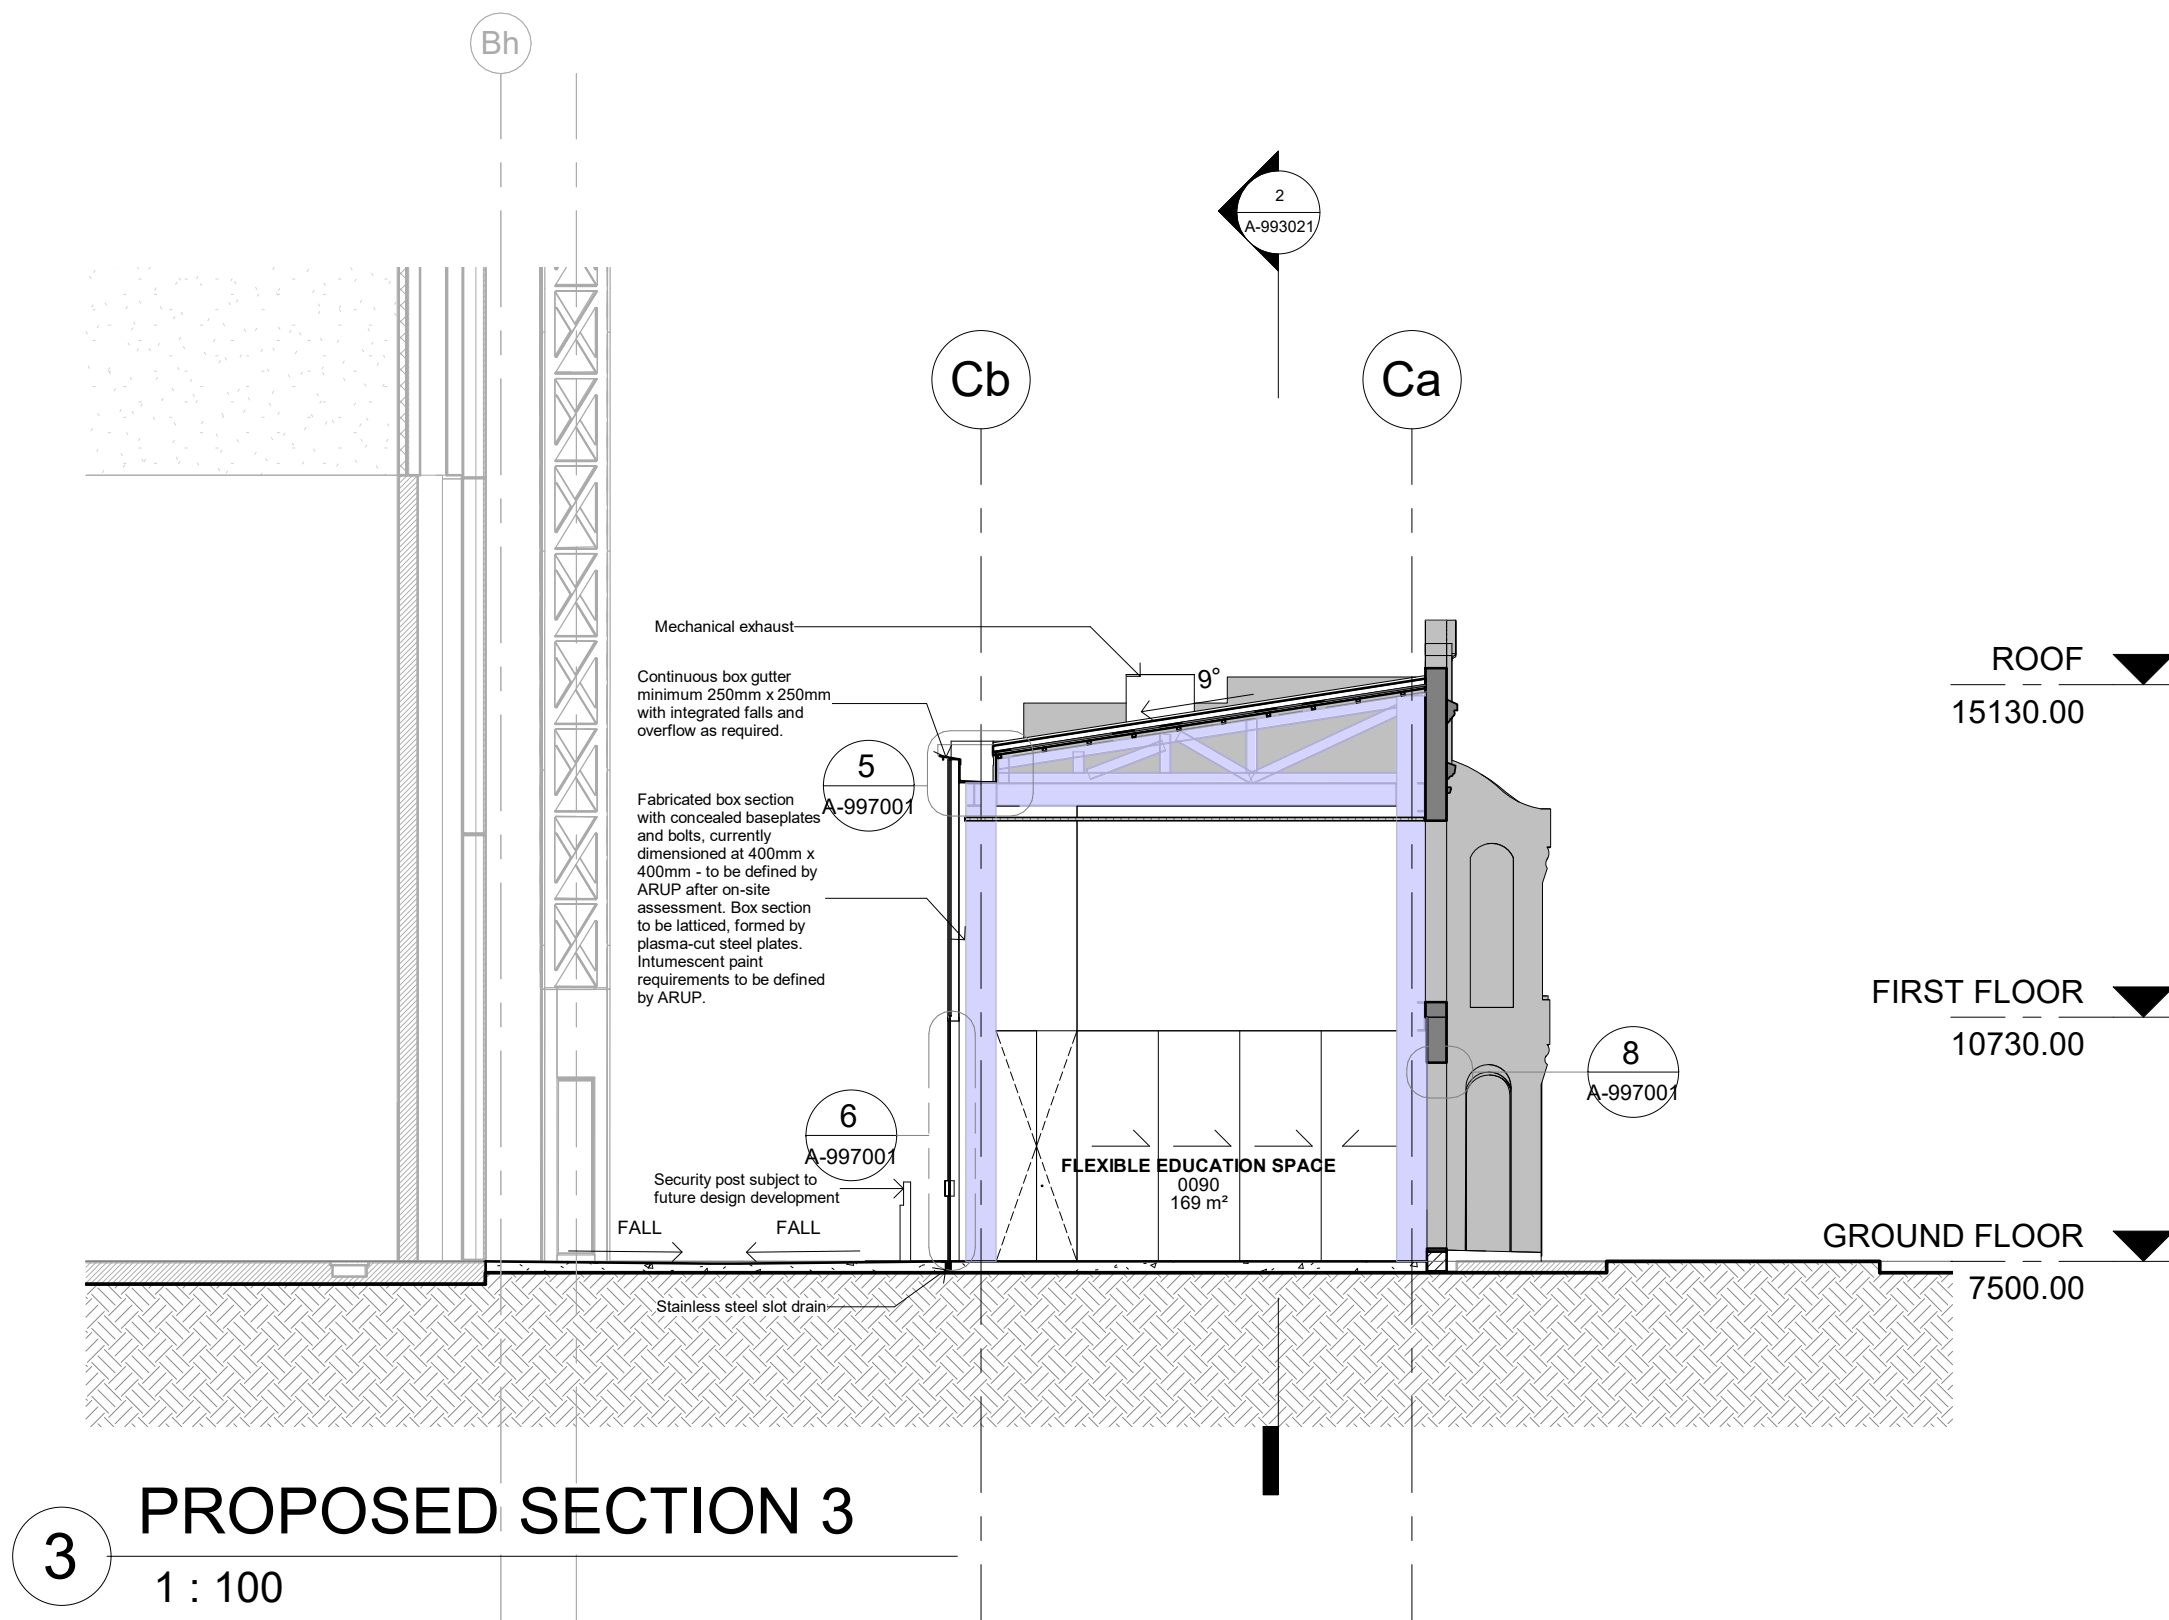 Bh
2
A-993021
Cb
Ca
Mechanical exhaust
9°
ROOF
15130.00
Continuous box gutter
minimum 250mm x 250mm
with integrated falls and
overflow as required.
5
A-997001
Fabricated box section
with concealed baseplates
and bolts, currently
dimensioned at 400mm x
400mm - to be defined by
ARUP after on-site
assessment. Box section
to be latticed, formed by
plasma-cut steel plates.
Intumescent paint
requirements to be defined
by ARUP.
FIRST FLOOR
10730.00
8
A-997001
6
A-997001
FLEXIBLE EDUCATION SPACE
0090
169 m²
Security post subject to
future design development
FALL
FALL
GROUND FLOOR
7500.00
Stainless steel slot drain
3
PROPOSED SECTION 3
1 : 100